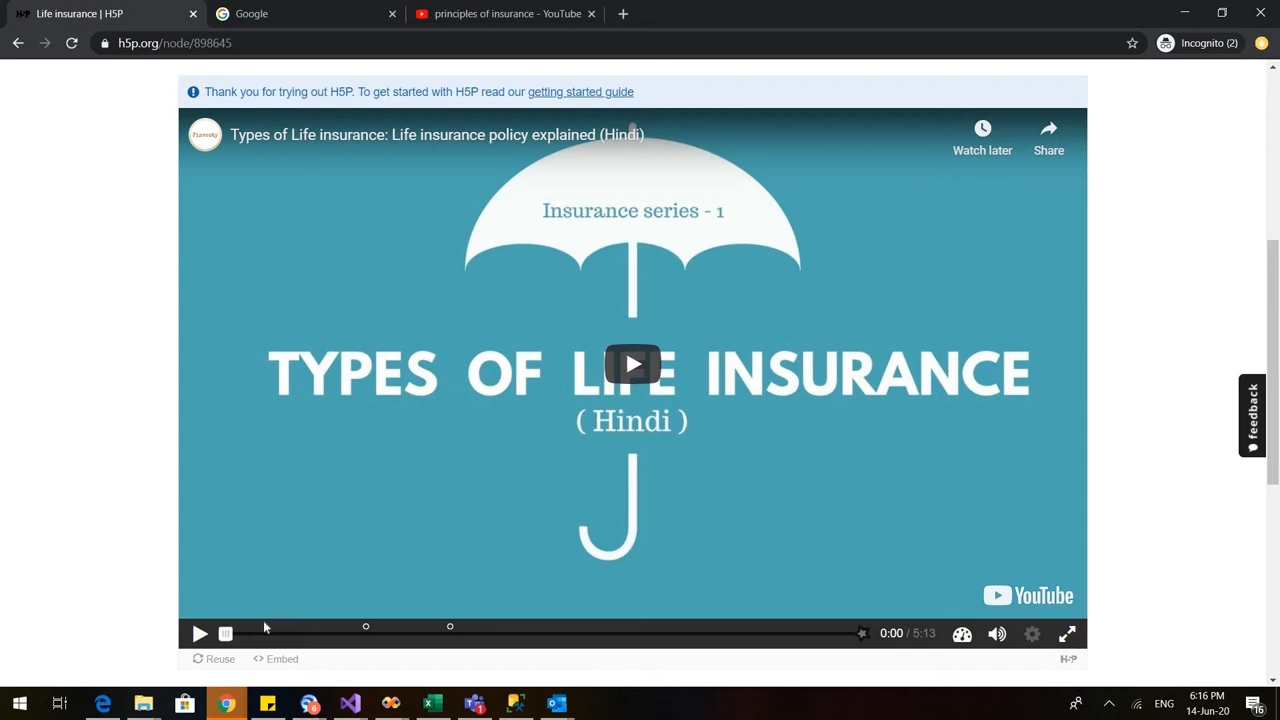 Life insurance | H5P
Google
principles of insurance - YouTube
h5p.org/node/898645
Incognito (2)
Thank you for trying out H5P. To get started with H5P read our getting started guide
Types of Life insurance: Life insurance policy explained (Hindi)
Watch later
Share
Insurance series - 1
TYPES OF LIFE INSURANCE
( Hindi )
YouTube
0:00 / 5:13
Reuse
Embed
H5P
feedback
ENG
6:16 PM
14-Jun-20
16